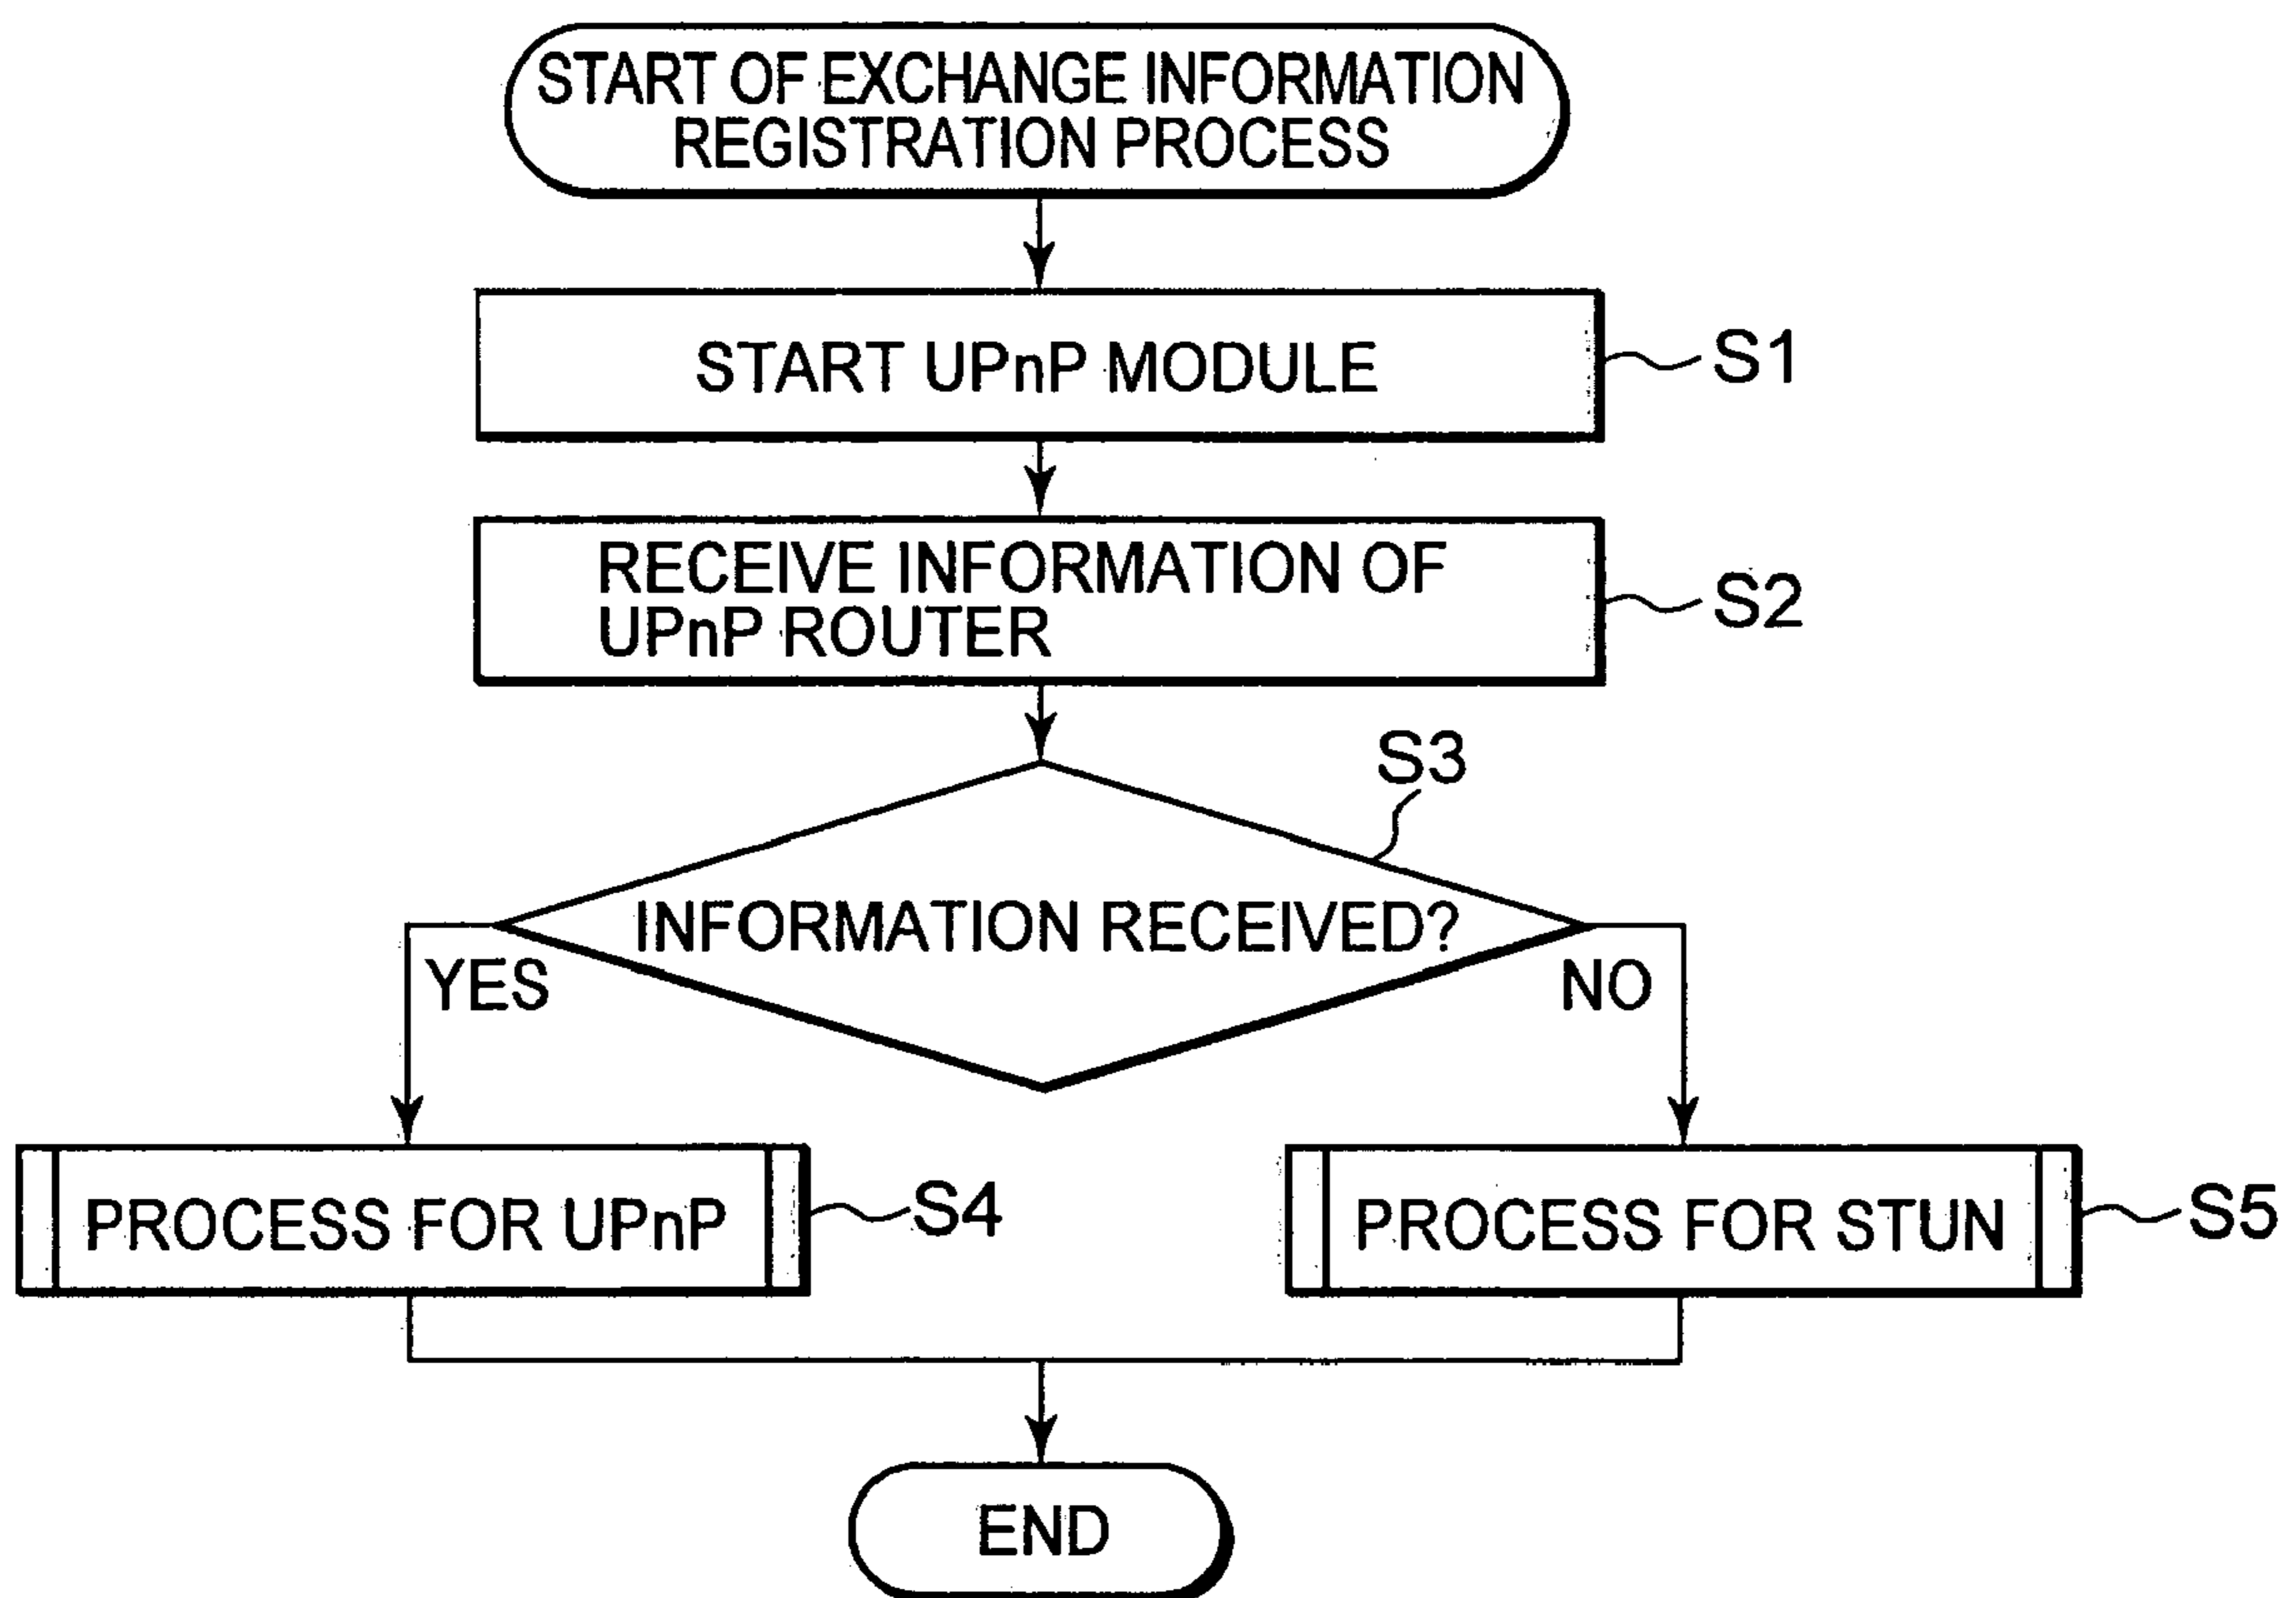 START OF EXCHANGE INFORMATION
REGISTRATION PROCESS
START UPnP MODULE
S1
RECEIVE INFORMATION OF
UPnP ROUTER
S2
S3
INFORMATION RECEIVED?
YES
NO
PROCESS FOR UPnP
S4
PROCESS FOR STUN
S5
END